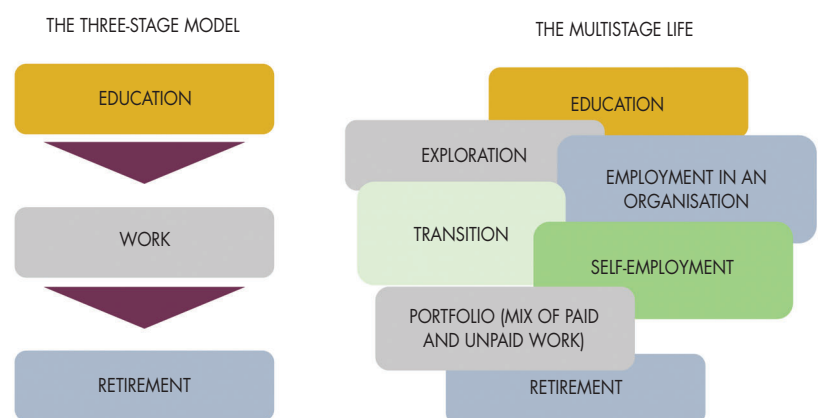 THE THREE-STAGE MODEL
EDUCATION
WORK
RETIREMENT
THE MULTISTAGE LIFE
EDUCATION
EXPLORATION
EMPLOYMENT IN AN
ORGANISATION
TRANSITION
SELF-EMPLOYMENT
PORTFOLIO (MIX OF PAID
AND UNPAID WORK)
RETIREMENT